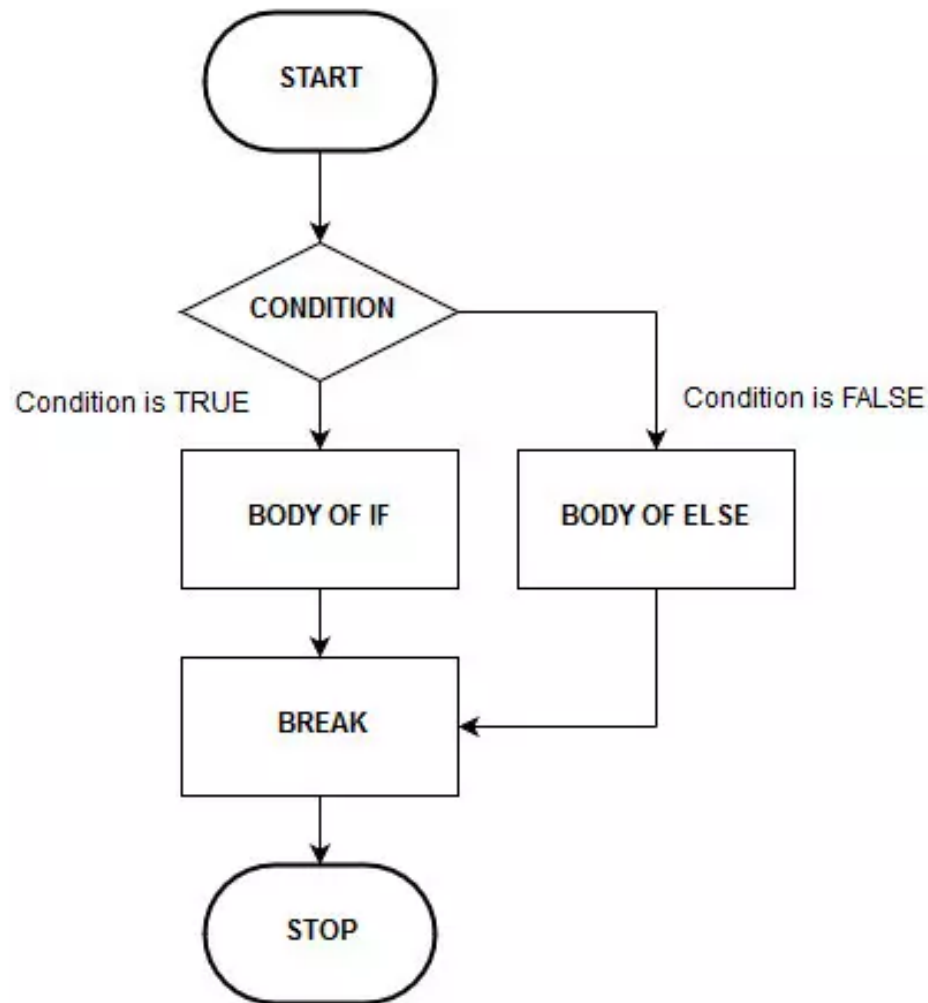 START
CONDITION
Condition is TRUE
Condition is FALSE
BODY OF IF
BODY OF ELSE
BREAK
STOP